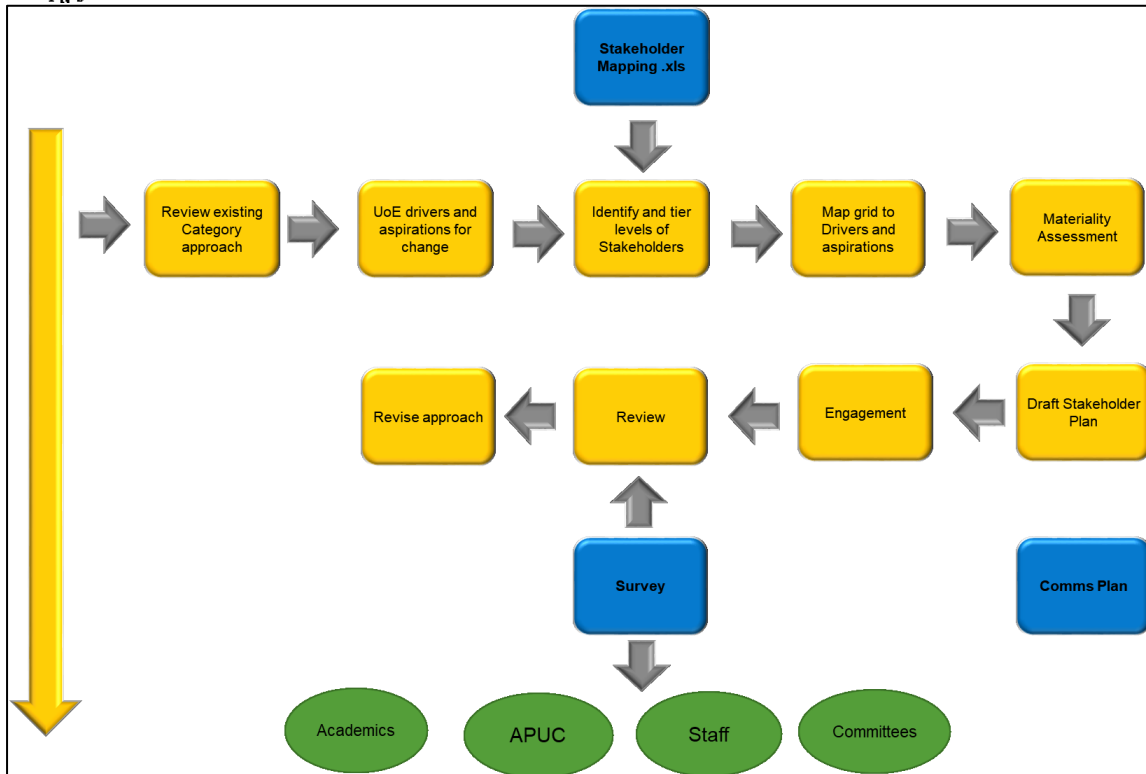 Stakeholder
Mapping .xls
Review existing
Category
approach
UoE drivers and
aspirations for
change
Identify and tier
levels of
Stakeholders
Map grid to
Drivers and
aspirations
Materiality
Assessment
Revise approach
Review
Engagement
Draft Stakeholder
Plan
Survey
Comms Plan
Academics
APUC
Staff
Committees